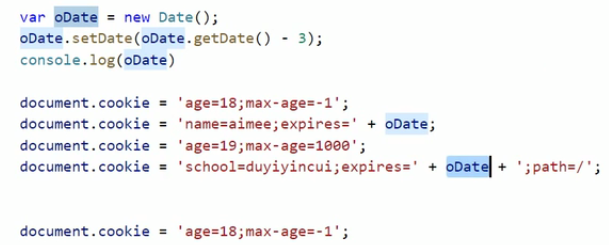 var oDate = new Date();
oDate.setDate(oDate.getDate() - 3);
console.log(oDate)
document.cookie = 'age=18;max-age=-1';
document.cookie = 'name=aimee;expires=' + oDate;
document.cookie = 'age=19;max-age=1000';
document.cookie = 'school=duyiyincui;expires=' + oDate + ';path=/';
document.cookie = 'age=18;max-age=-1';